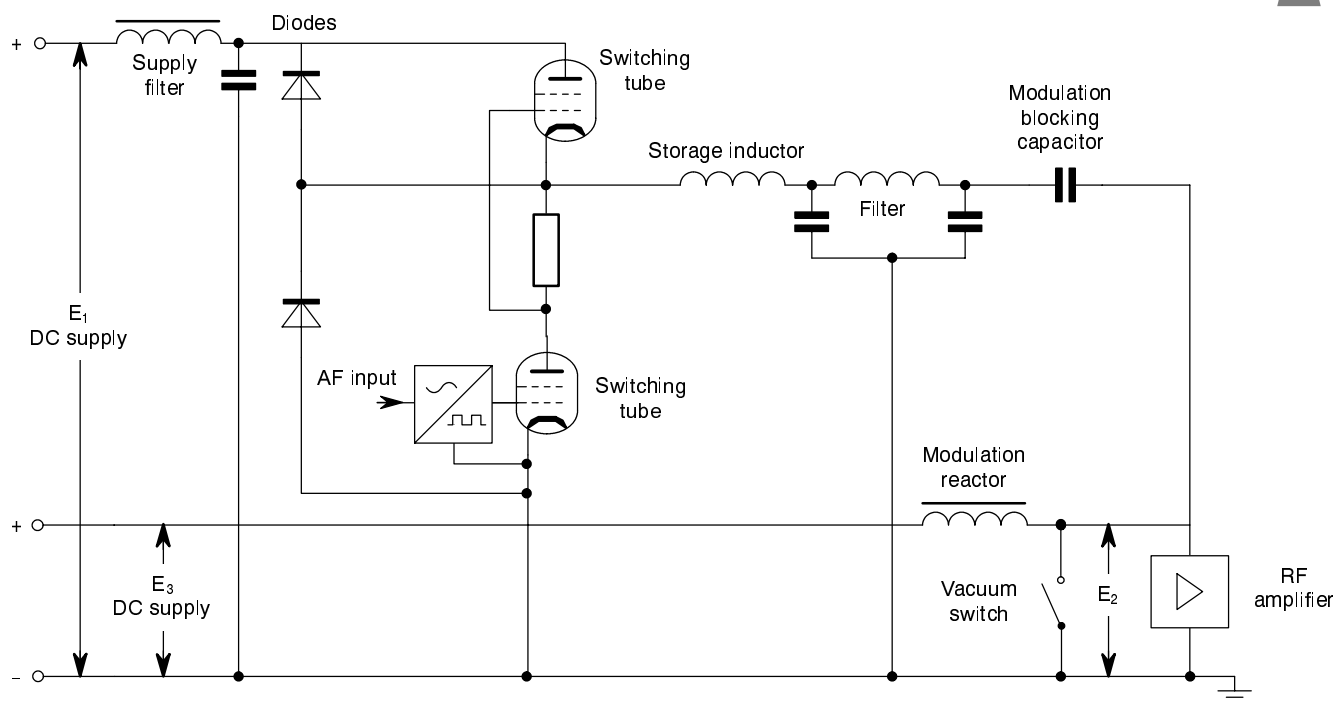 Diodes
+
Supply
filter
Switching
tube
Modulation
blocking
capacitor
Storage inductor
Filter
E₁
DC supply
AF input
Switching
tube
Modulation
reactor
+
E₃
DC supply
Vacuum
switch
E₂
RF
amplifier
−